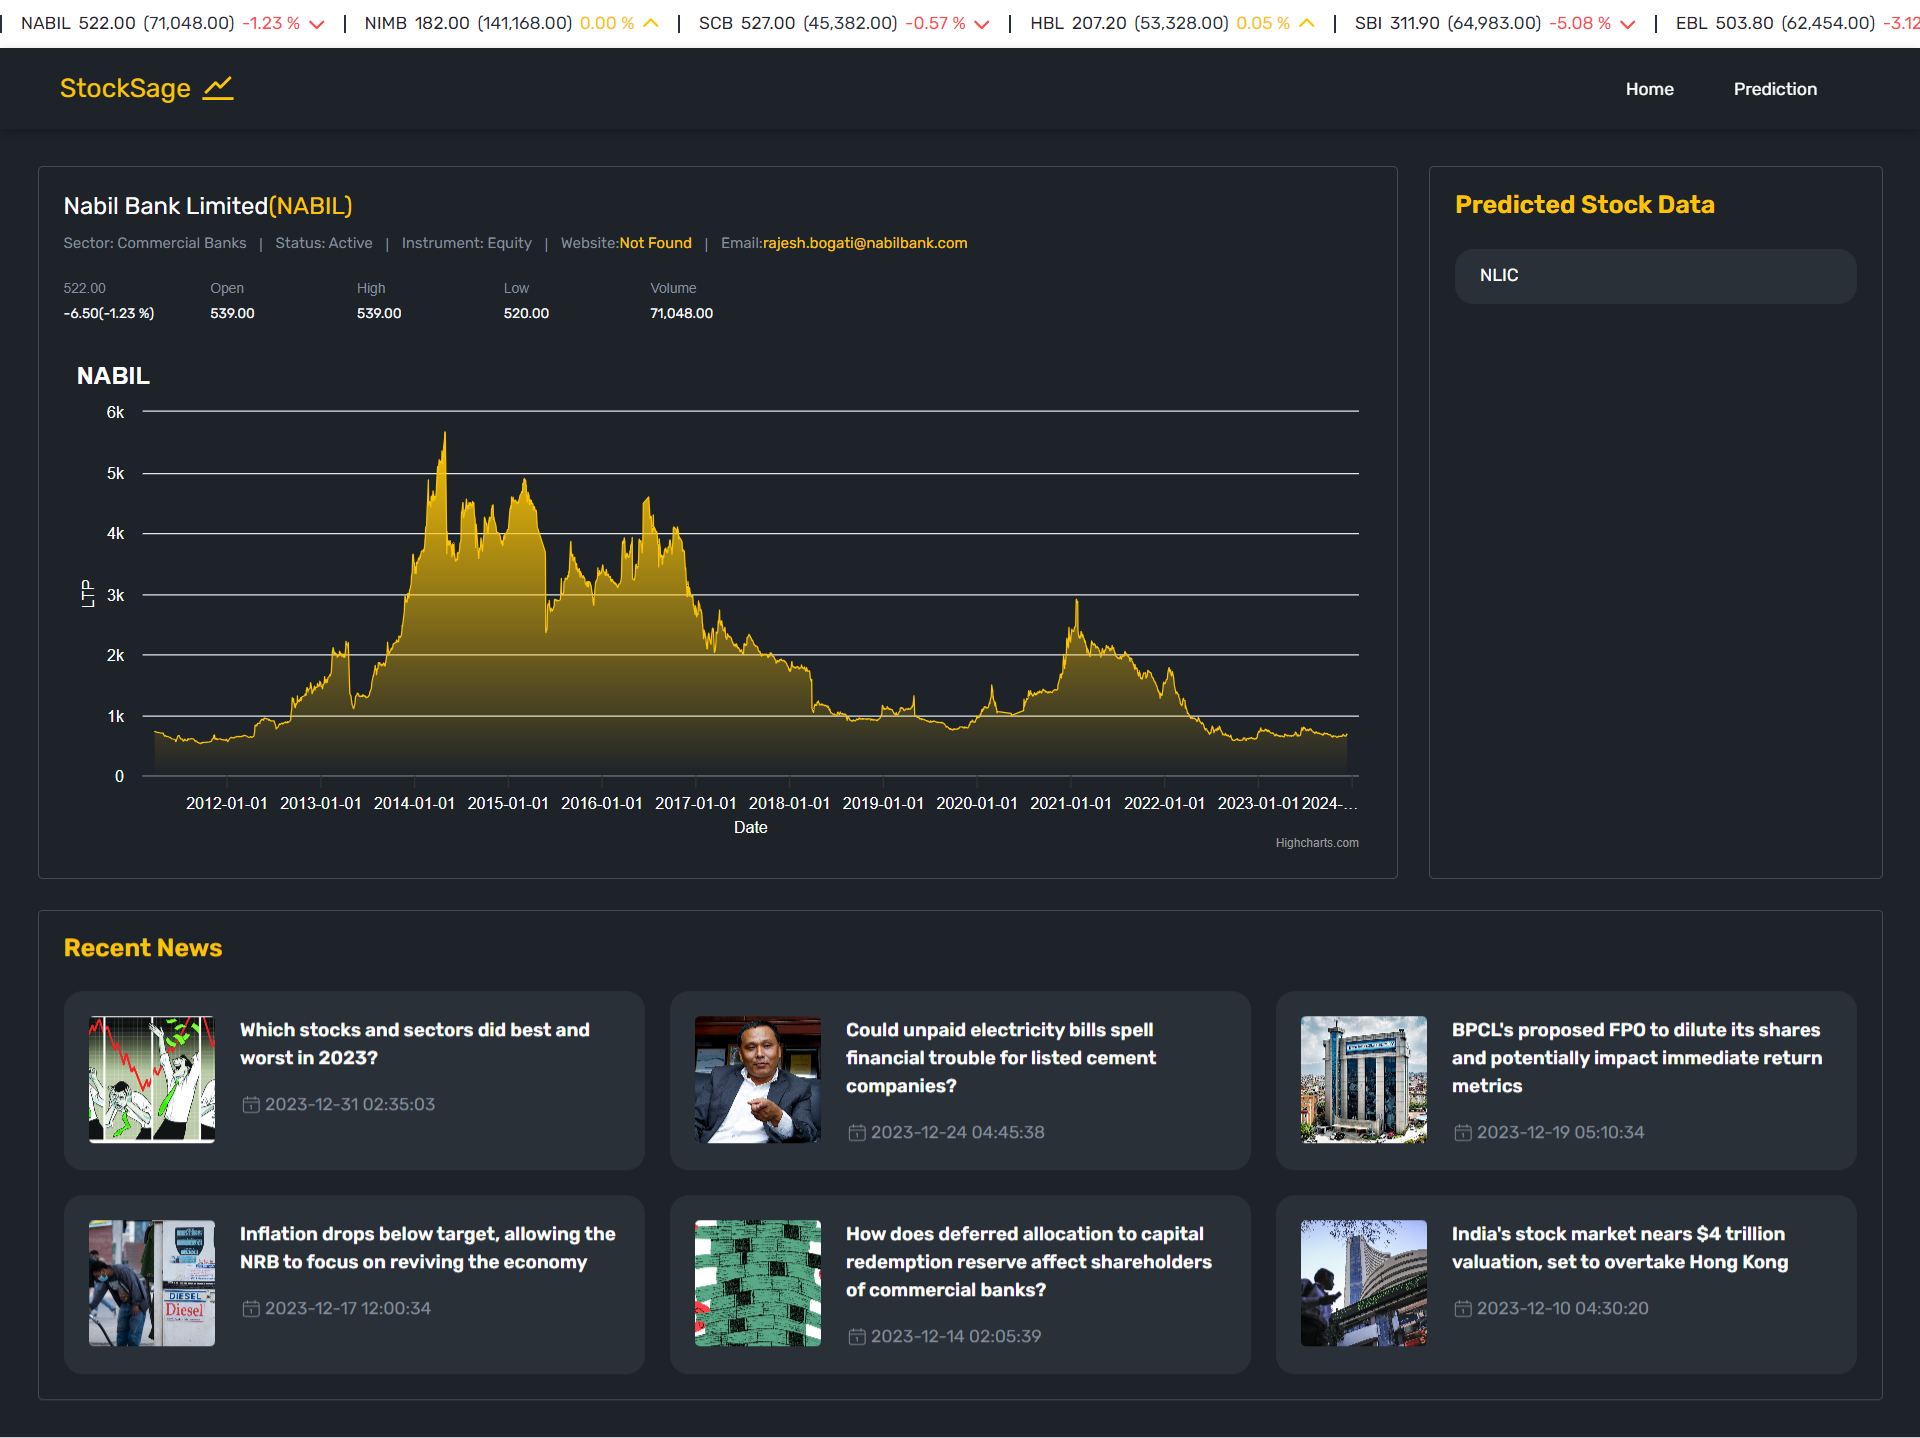 NABIL 522.00 (71,048.00) -1.23 % | NIMB 182.00 (141,168.00) 0.00 % | SCB 527.00 (45,382.00) -0.57 % | HBL 207.20 (53,328.00) 0.05 % | SBI 311.90 (64,983.00) -5.08 % | EBL 503.80 (62,454.00) -3.12
StockSage
Home Prediction
Nabil Bank Limited(NABIL)
Sector: Commercial Banks | Status: Active | Instrument: Equity | Website:Not Found | Email:rajesh.bogati@nabilbank.com
522.00 Open High Low Volume
-6.50(-1.23 %) 539.00 539.00 520.00 71,048.00
NABIL
6k
5k
4k
3k
2k
1k
0
LTP
2012-01-01 2013-01-01 2014-01-01 2015-01-01 2016-01-01 2017-01-01 2018-01-01 2019-01-01 2020-01-01 2021-01-01 2022-01-01 2023-01-01 2024-...
Date
Highcharts.com
Predicted Stock Data
NLIC
Recent News
Which stocks and sectors did best and
worst in 2023?
2023-12-31 02:35:03
Could unpaid electricity bills spell
financial trouble for listed cement
companies?
2023-12-24 04:45:38
BPCL's proposed FPO to dilute its shares
and potentially impact immediate return
metrics
2023-12-19 05:10:34
DIESEL
Diesel
Inflation drops below target, allowing the
NRB to focus on reviving the economy
2023-12-17 12:00:34
How does deferred allocation to capital
redemption reserve affect shareholders
of commercial banks?
2023-12-14 02:05:39
India's stock market nears $4 trillion
valuation, set to overtake Hong Kong
2023-12-10 04:30:20